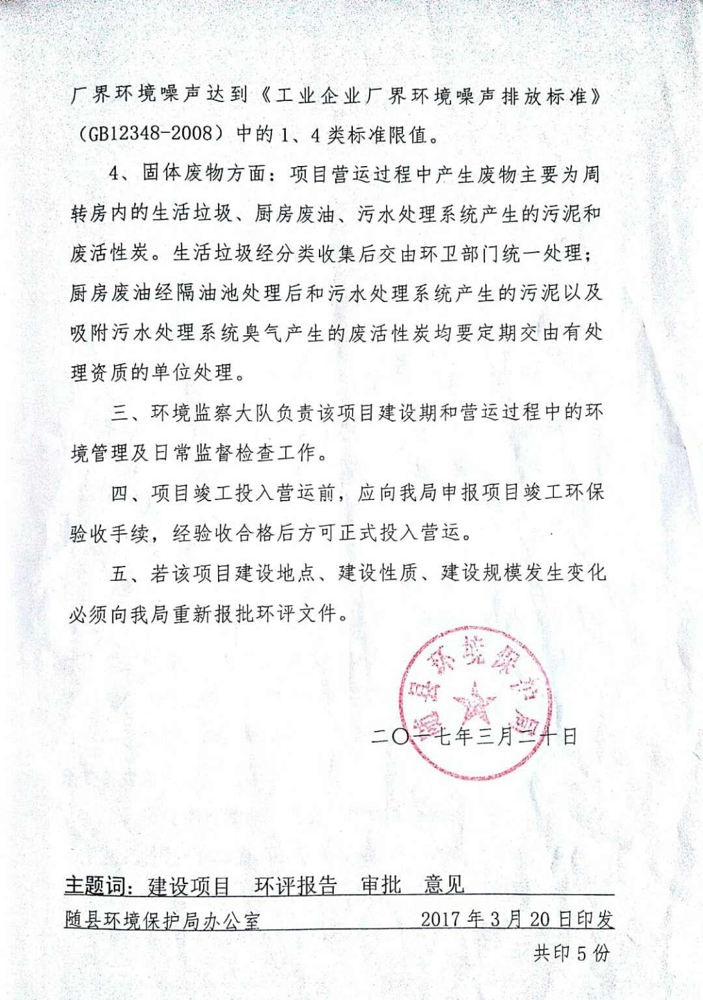 厂界环境噪声达到《工业企业厂界环境噪声排放标准》
（GB12348-2008）中的1、4类标准限值。
4、固体废物方面：项目营运过程中产生废物主要为周
转房内的生活垃圾、厨房废油、污水处理系统产生的污泥和
废活性炭。生活垃圾经分类收集后交由环卫部门统一处理；
厨房废油经隔油池处理后和污水处理系统产生的污泥以及
吸附污水处理系统臭气产生的废活性炭均要定期交由有处
理资质的单位处理。
三、环境监察大队负责该项目建设期和营运过程中的环
境管理及日常监督检查工作。
四、项目竣工投入营运前，应向我局申报项目竣工环保
验收手续，经验收合格后方可正式投入营运。
五、若该项目建设地点、建设性质、建设规模发生变化
必须向我局重新报批环评文件。
随县环境保护局
二〇一七年三月二十日
主题词：建设项目 环评报告 审批 意见
随县环境保护局办公室 2017年3月20日印发
共印5份